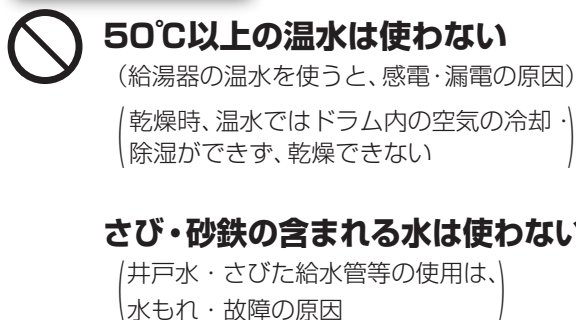 50℃以上の温水は使わない
（給湯器の温水を使うと、感電・漏電の原因）
（乾燥時、温水ではドラム内の空気の冷却・
除湿ができず、乾燥できない）
さび・砂鉄の含まれる水は使わない
（井戸水・さびた給水管等の使用は、
水もれ・故障の原因）